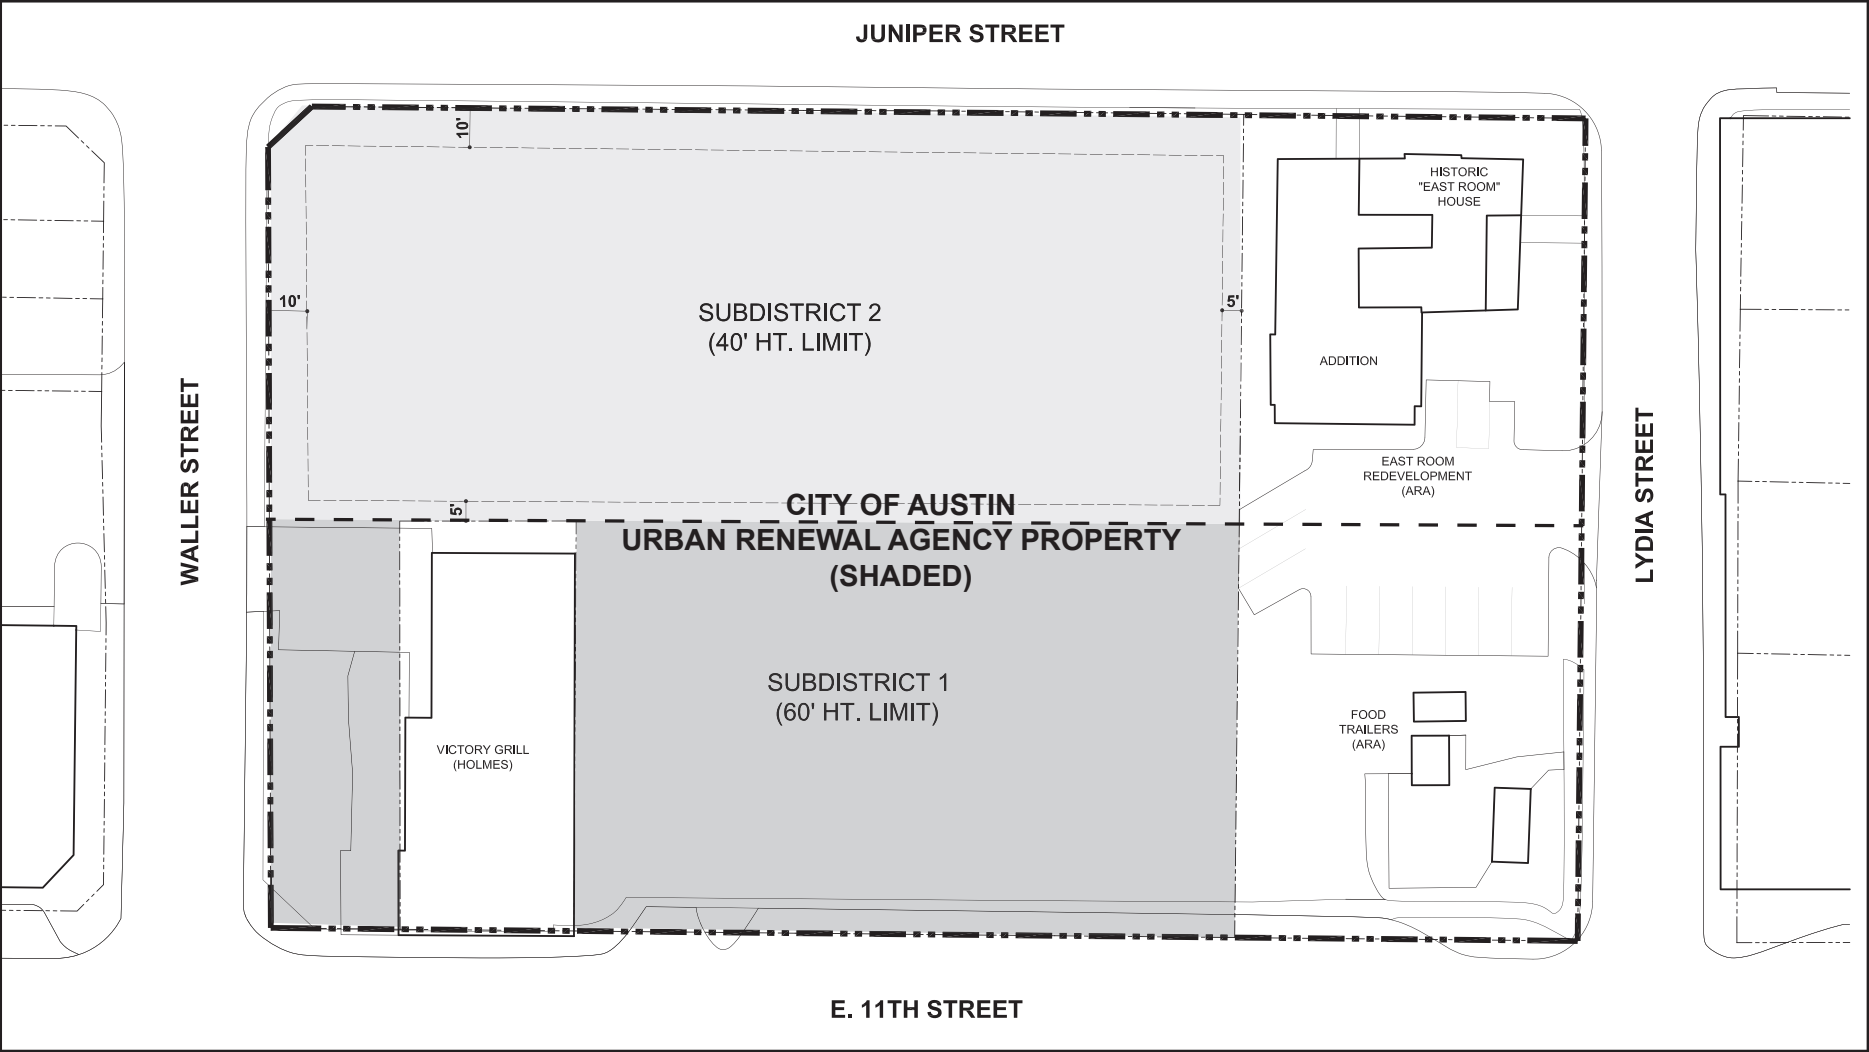 JUNIPER STREET
10'
HISTORIC
"EAST ROOM"
HOUSE
10'
SUBDISTRICT 2
(40' HT. LIMIT)
5'
ADDITION
WALLER STREET
LYDIA STREET
EAST ROOM
REDEVELOPMENT
(ARA)
5'
CITY OF AUSTIN
URBAN RENEWAL AGENCY PROPERTY
(SHADED)
SUBDISTRICT 1
(60' HT. LIMIT)
VICTORY GRILL
(HOLMES)
FOOD
TRAILERS
(ARA)
E. 11TH STREET